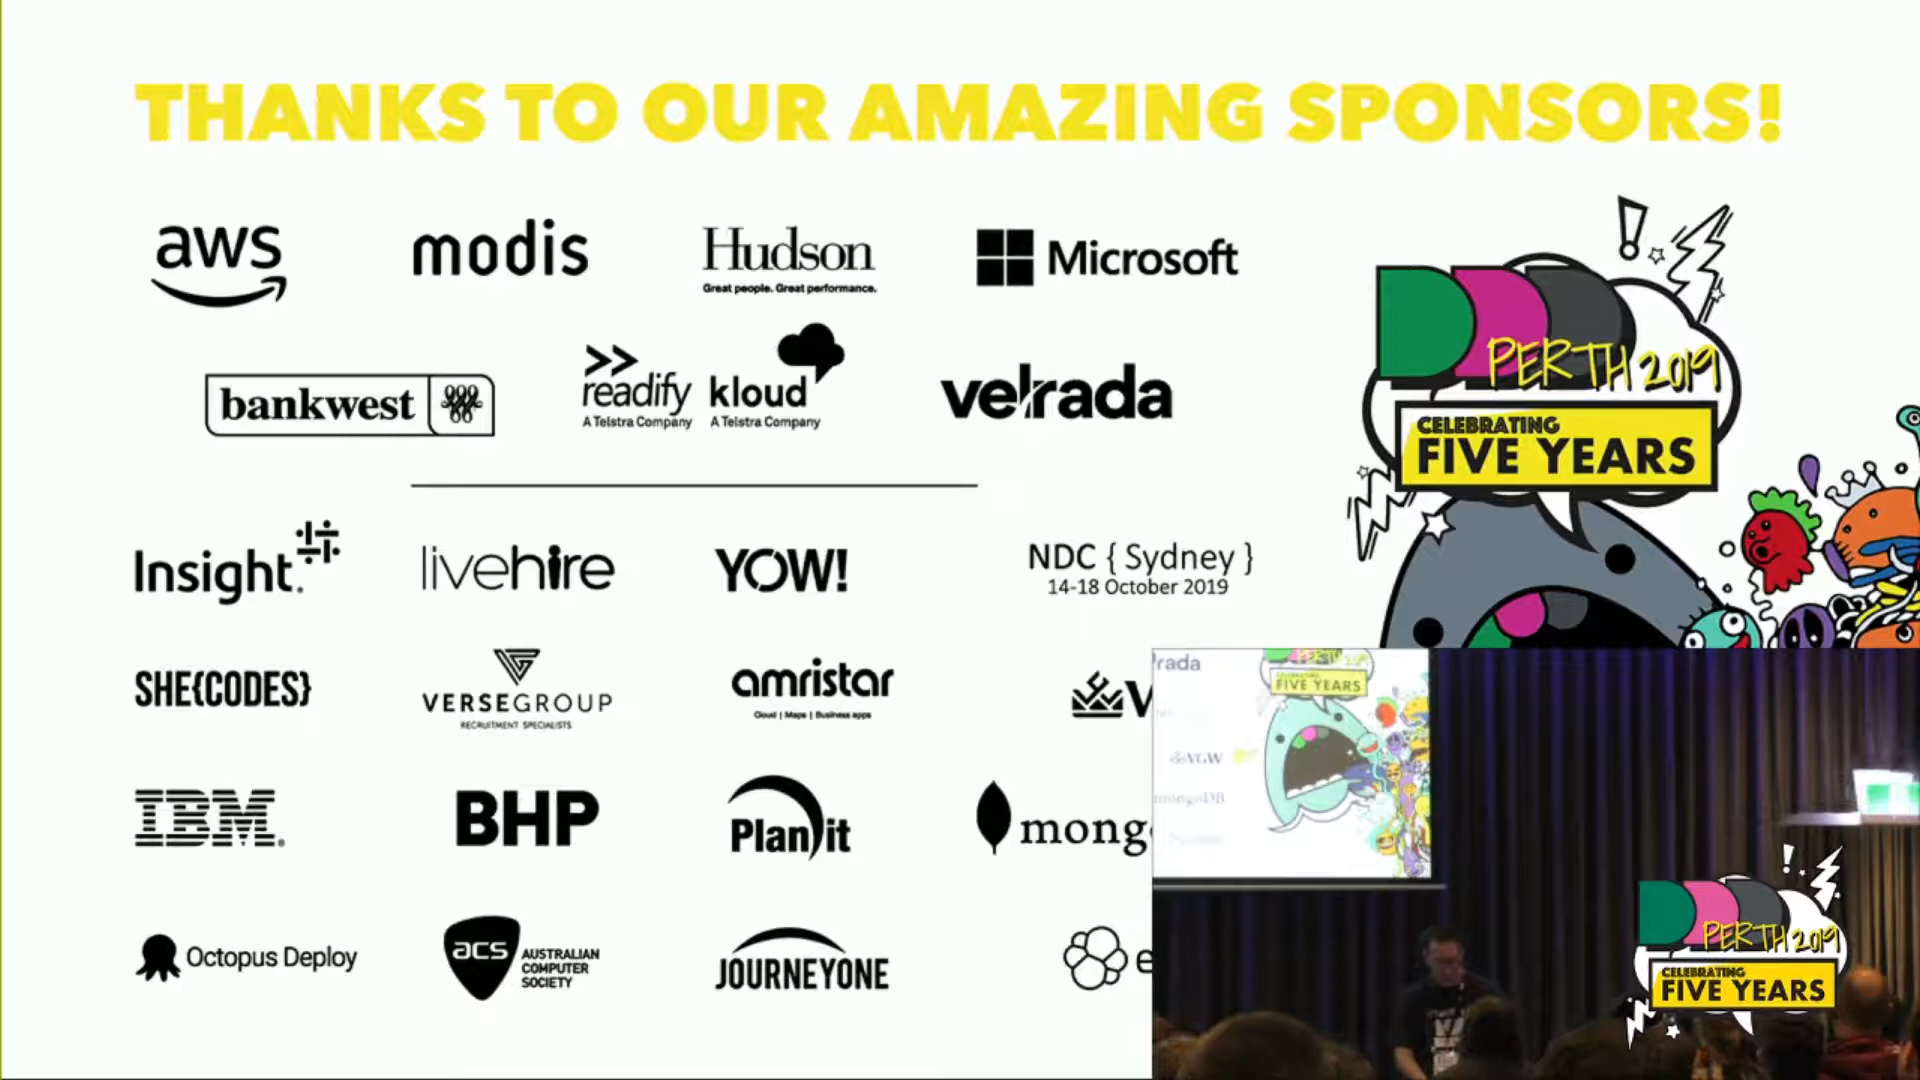 THANKS TO OUR AMAZING SPONSORS!
aws
modis
Hudson
Great people. Great performance.
Microsoft
bankwest
readify
A Telstra Company
kloud
A Telstra Company
velrada
PERTH 2019
CELEBRATING
FIVE YEARS
Insight.
livehire
YOW!
NDC { Sydney }
14-18 October 2019
SHE{CODES}
VERSEGROUP
RECRUITMENT SPECIALISTS
amristar
Cloud | Maps | Business apps
V
IBM®
BHP
Planit
mong
Octopus Deploy
acs
AUSTRALIAN
COMPUTER
SOCIETY
JOURNEYONE
e
rada
FIVE YEARS
VGW
mongoDB
PERTH 2019
CELEBRATING
FIVE YEARS